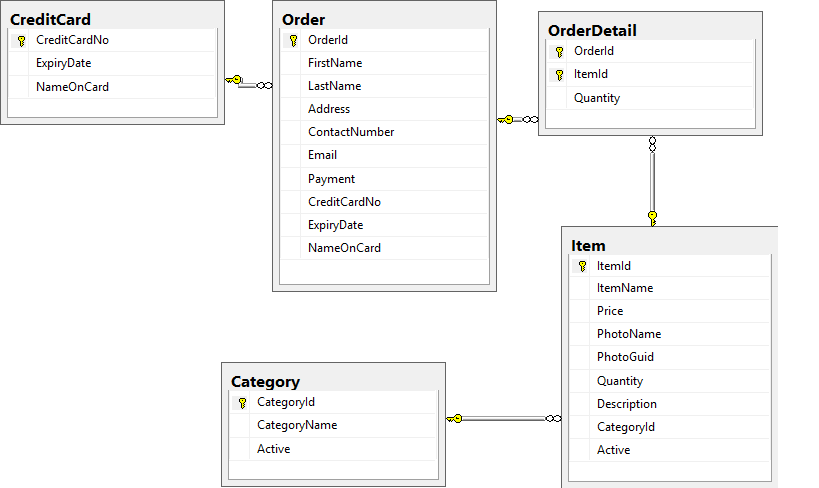 CreditCard
CreditCardNo
ExpiryDate
NameOnCard
Order
OrderId
FirstName
LastName
Address
ContactNumber
Email
Payment
CreditCardNo
ExpiryDate
NameOnCard
OrderDetail
OrderId
ItemId
Quantity
Item
ItemId
ItemName
Price
PhotoName
PhotoGuid
Quantity
Description
CategoryId
Active
Category
CategoryId
CategoryName
Active